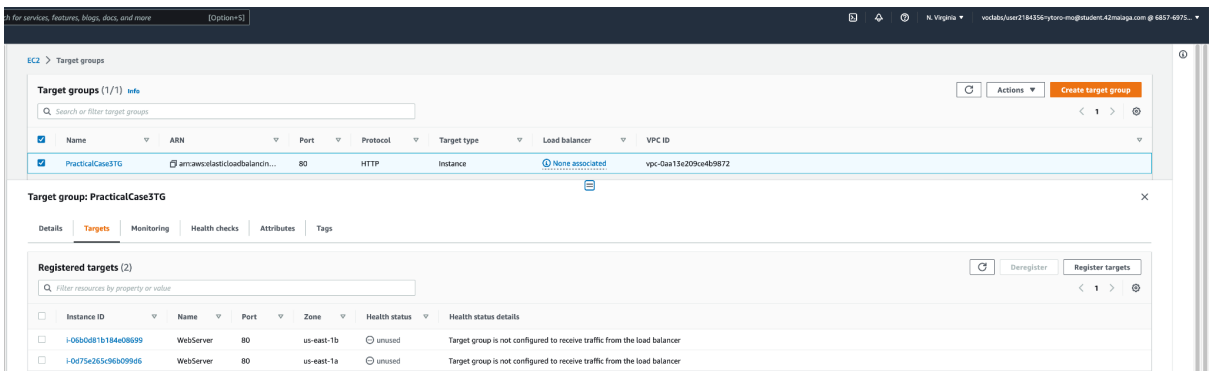 ch for services, features, blogs, docs, and more [Option+S] N. Virginia ▼ voclabs/user2184356=ytoro-mo@student.42malaga.com @ 6857-6975... ▼
EC2 > Target groups
Target groups (1/1) Info Actions ▼ Create target group
Search or filter target groups < 1 >
Name ARN Port Protocol Target type Load balancer VPC ID
PracticalCase3TG arn:aws:elasticloadbalancin... 80 HTTP Instance None associated vpc-0aa13e209ce4b9872
Target group: PracticalCase3TG
Details Targets Monitoring Health checks Attributes Tags
Registered targets (2) Deregister Register targets
Filter resources by property or value < 1 >
Instance ID Name Port Zone Health status Health status details
i-06b0d81b184e08699 WebServer 80 us-east-1b unused Target group is not configured to receive traffic from the load balancer
i-0d75e265c96b099d6 WebServer 80 us-east-1a unused Target group is not configured to receive traffic from the load balancer